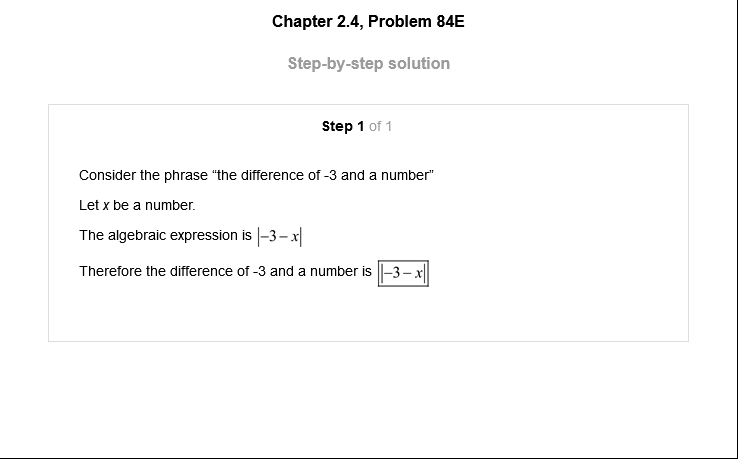 Chapter 2.4, Problem 84E
Step-by-step solution
Step 1 of 1
Consider the phrase “the difference of -3 and a number”
Let x be a number.
The algebraic expression is |−3 − x|
Therefore the difference of -3 and a number is |−3 − x|